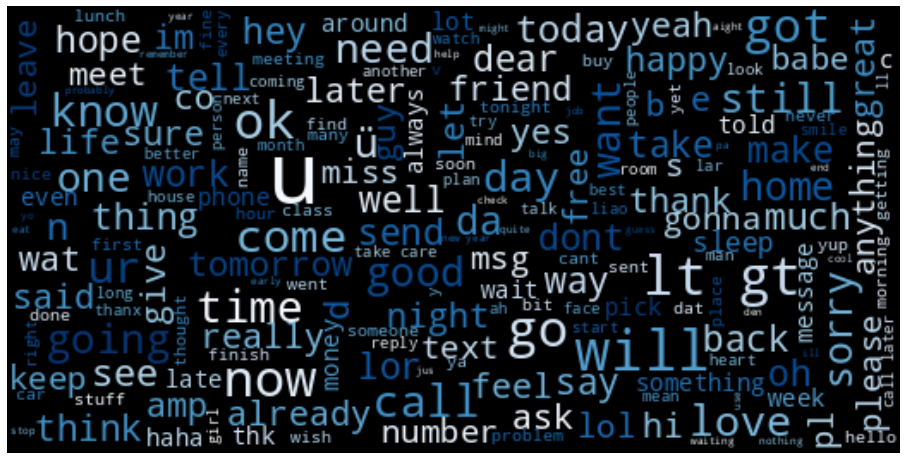 lunch
year
leave
hope
im
fine
every
hey
around
lot
watch
night
today
yeah
aight
got
c
meet
tell
meeting
need
help
v
dear
buy
happy
look
babe
great
ll
remember
probably
coming
another
friend
people
yet
know
co
next
person
later
always
let
tonight
try
job
want
b
e
still
never
smile
told
life
sure
ok
find
many
month
ü
guy
mind
yes
take
pa
make
may
better
name
u
miss
soon
plan
big
free
room
s
lar
end
anything
nice
one
work
day
best
thank
home
getting
even
house
phone
hour
class
well
check
talk
liao
gonna
much
n
thing
come
send
da
quite
dont
guess
sleep
yup
yo
eat
first
take care
new year
cant
man
cool
morning
wat
ur
give
tomorrow
early
went
good
msg
way
sent
lt
gt
place
message
said
long
thanx
time
y
wait
bit
ah
face
pick
dat
den
sorry
please
done
right
going
thought
really
money
d
night
someone
reply
text
ya
go
start
will
back
ill
call later
finish
lor
jus
heart
keep
see
late
now
feel
say
something
oh
car
stuff
amp
girl
already
call
mean
use
week
love
pl
stop
think
haha
thk
wish
number
problem
ask
lol
hi
waiting
nothing
hello